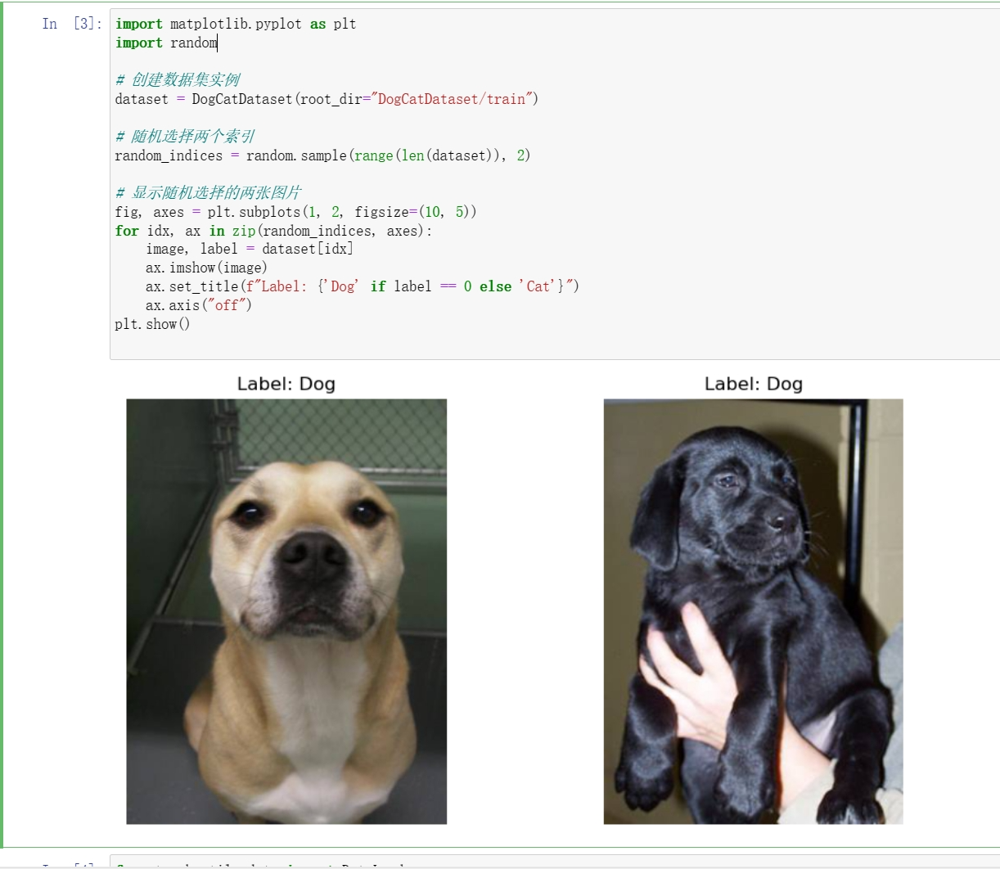 In [3]:
import matplotlib.pyplot as plt
import random
# 创建数据集实例
dataset = DogCatDataset(root_dir="DogCatDataset/train")
# 随机选择两个索引
random_indices = random.sample(range(len(dataset)), 2)
# 显示随机选择的两张图片
fig, axes = plt.subplots(1, 2, figsize=(10, 5))
for idx, ax in zip(random_indices, axes):
    image, label = dataset[idx]
    ax.imshow(image)
    ax.set_title(f"Label: {'Dog' if label == 0 else 'Cat'}")
    ax.axis("off")
plt.show()
Label: Dog
Label: Dog